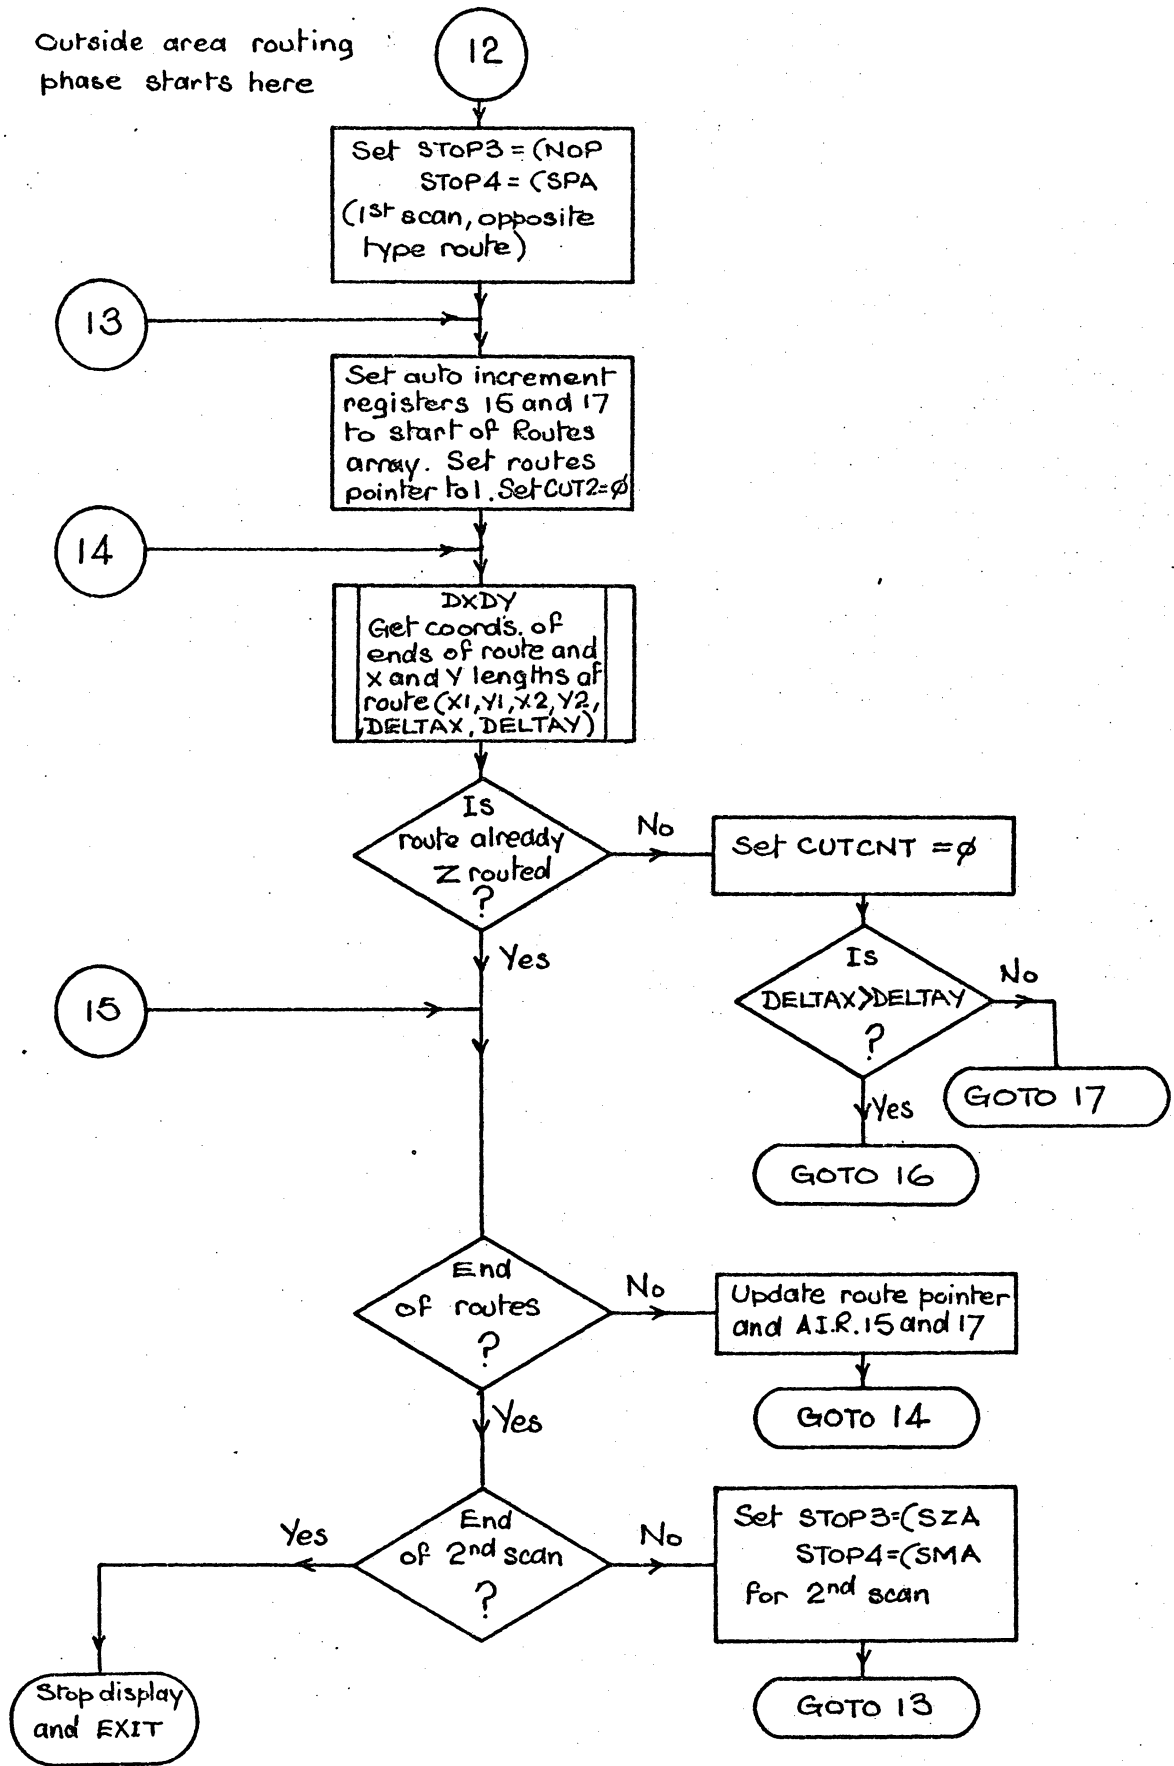 Outside area routing
phase starts here
12
Set STOP3 = (NOP
STOP4 = (SPA
(1st scan, opposite
type route)
13
Set auto increment
registers 15 and 17
to start of Routes
array. Set routes
pointer to 1. Set CUT2=ø
14
DXDY
Get coords. of
ends of route and
X and Y lengths of
route (X1, Y1, X2, Y2,
DELTAX, DELTAY)
Is
route already
Z routed
?
No
Set CUTCNT = ø
Yes
Is
DELTAX>DELTAY
?
No
GOTO 17
Yes
GOTO 16
15
End
of routes
?
No
Update route pointer
and A.I.R. 15 and 17
GOTO 14
Yes
End
of 2nd scan
?
Yes
No
Set STOP3=(SZA
STOP4=(SMA
for 2nd scan
GOTO 13
Stop display
and EXIT